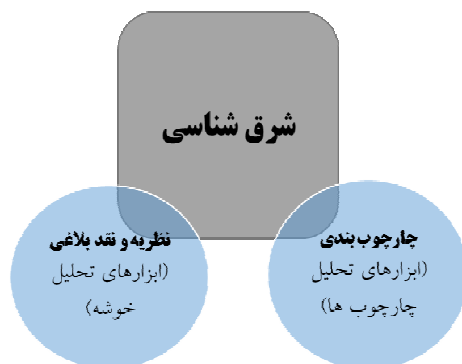 شرق شناسی
چارچوب بندی
(ابزارهای تحلیل
چارچوب ها)
نظریه و نقد بلاغی
(ابزارهای تحلیل
خوشه)